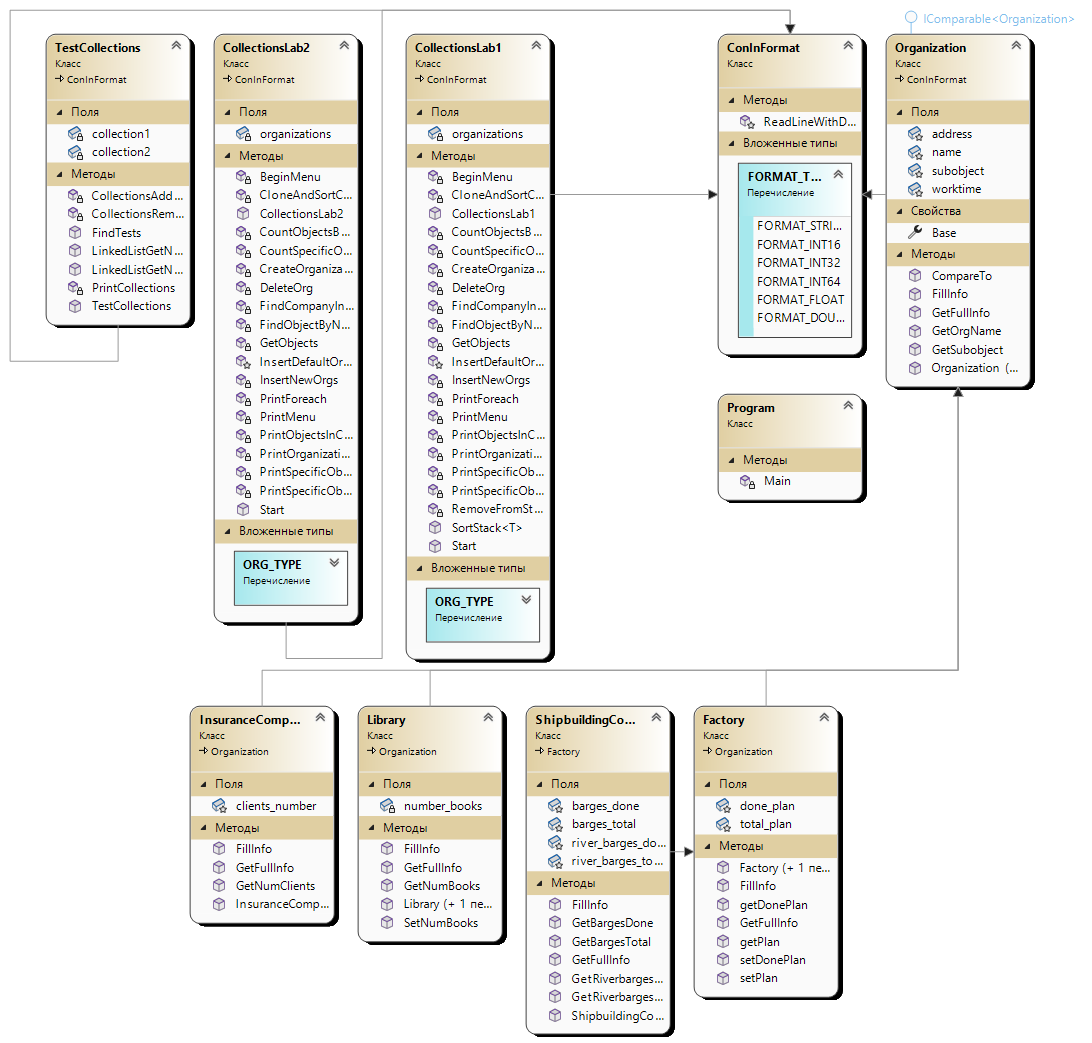 IComparable<Organization>
TestCollections
Класс
ConInFormat
Поля
collection1
collection2
Методы
CollectionsAdd...
CollectionsRem...
FindTests
LinkedListGetN...
LinkedListGetN...
PrintCollections
TestCollections
CollectionsLab2
Класс
ConInFormat
Поля
organizations
Методы
BeginMenu
CloneAndSortC...
CollectionsLab2
CountObjectsB...
CountSpecificO...
CreateOrganiza...
DeleteOrg
FindCompanyIn...
FindObjectByN...
GetObjects
InsertDefaultOr...
InsertNewOrgs
PrintForeach
PrintMenu
PrintObjectsInC...
PrintOrganizati...
PrintSpecificOb...
PrintSpecificOb...
Start
Вложенные типы
ORG_TYPE
Перечисление
CollectionsLab1
Класс
ConInFormat
Поля
organizations
Методы
BeginMenu
CloneAndSortC...
CollectionsLab1
CountObjectsB...
CountSpecificO...
CreateOrganiza...
DeleteOrg
FindCompanyIn...
FindObjectByN...
GetObjects
InsertDefaultOr...
InsertNewOrgs
PrintForeach
PrintMenu
PrintObjectsInC...
PrintOrganizati...
PrintSpecificOb...
PrintSpecificOb...
RemoveFromSt...
SortStack<T>
Start
Вложенные типы
ORG_TYPE
Перечисление
ConInFormat
Класс
Методы
ReadLineWithD...
Вложенные типы
FORMAT_T...
Перечисление
FORMAT_STRI...
FORMAT_INT16
FORMAT_INT32
FORMAT_INT64
FORMAT_FLOAT
FORMAT_DOU...
Organization
Класс
ConInFormat
Поля
address
name
subobject
worktime
Свойства
Base
Методы
CompareTo
FillInfo
GetFullInfo
GetOrgName
GetSubobject
Organization (...
Program
Класс
Методы
Main
InsuranceComp...
Класс
Organization
Поля
clients_number
Методы
FillInfo
GetFullInfo
GetNumClients
InsuranceComp...
Library
Класс
Organization
Поля
number_books
Методы
FillInfo
GetFullInfo
GetNumBooks
Library (+ 1 пе...
SetNumBooks
ShipbuildingCo...
Класс
Factory
Поля
barges_done
barges_total
river_barges_do...
river_barges_to...
Методы
FillInfo
GetBargesDone
GetBargesTotal
GetFullInfo
GetRiverbarges...
GetRiverbarges...
ShipbuildingCo...
Factory
Класс
Organization
Поля
done_plan
total_plan
Методы
Factory (+ 1 пе...
FillInfo
getDonePlan
GetFullInfo
getPlan
setDonePlan
setPlan